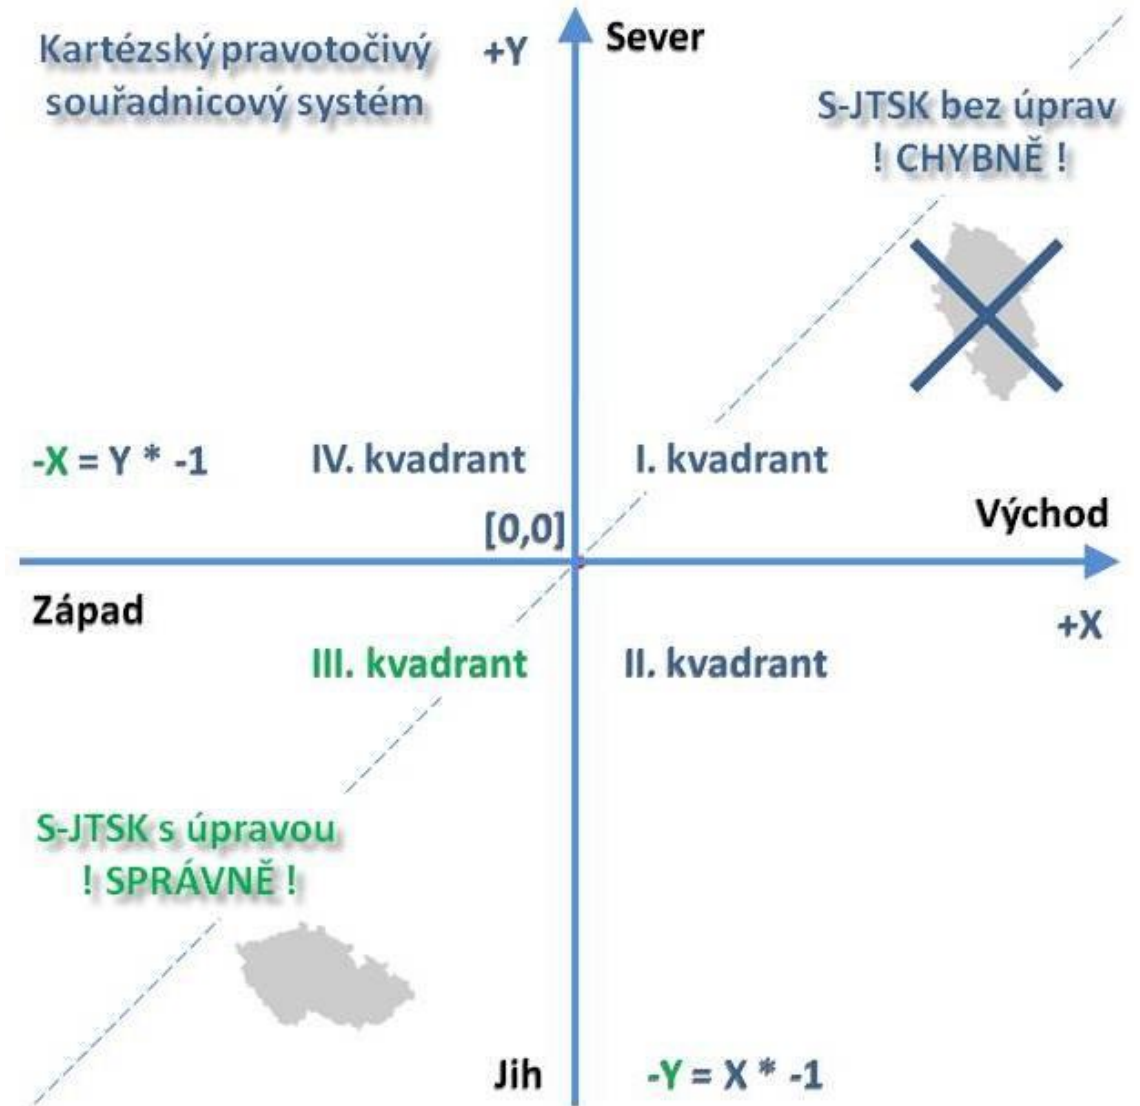 Kartézský pravotočivý
souřadnicový systém
+Y
Sever
S-JTSK bez úprav
! CHYBNĚ !
-X = Y * -1
IV. kvadrant
I. kvadrant
[0,0]
Východ
Západ
+X
III. kvadrant
II. kvadrant
S-JTSK s úpravou
! SPRÁVNĚ !
Jih
-Y = X * -1